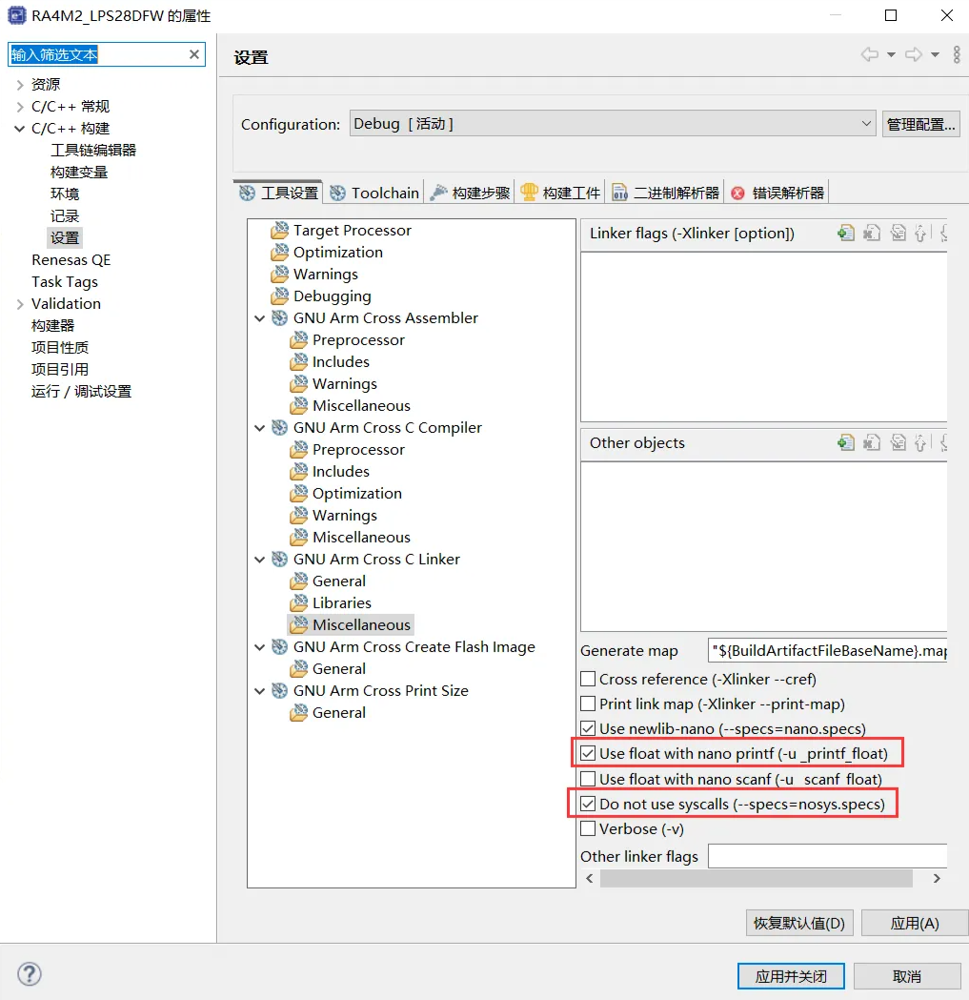 RA4M2_LPS28DFW 的属性
输入筛选文本
资源
C/C++ 常规
C/C++ 构建
工具链编辑器
构建变量
环境
记录
设置
Renesas QE
Task Tags
Validation
构建器
项目性质
项目引用
运行 / 调试设置
设置
Configuration:
Debug [ 活动 ]
管理配置...
工具设置
Toolchain
构建步骤
构建工件
二进制解析器
错误解析器
Target Processor
Optimization
Warnings
Debugging
GNU Arm Cross Assembler
Preprocessor
Includes
Warnings
Miscellaneous
GNU Arm Cross C Compiler
Preprocessor
Includes
Optimization
Warnings
Miscellaneous
GNU Arm Cross C Linker
General
Libraries
Miscellaneous
GNU Arm Cross Create Flash Image
General
GNU Arm Cross Print Size
General
Linker flags (-Xlinker [option])
Other objects
Generate map
"${BuildArtifactFileBaseName}.map
Cross reference (-Xlinker --cref)
Print link map (-Xlinker --print-map)
Use newlib-nano (--specs=nano.specs)
Use float with nano printf (-u _printf_float)
Use float with nano scanf (-u _scanf_float)
Do not use syscalls (--specs=nosys.specs)
Verbose (-v)
Other linker flags
恢复默认值(D)
应用(A)
应用并关闭
取消